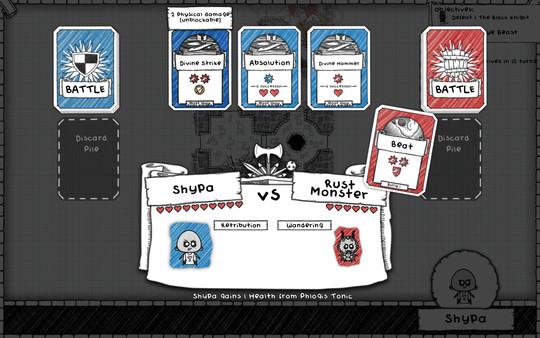 2 Physical damage
(unblockable)
Objectives:
Defeat 1 The Black Knight
BATTLE
Divine Strike
Absolution
Divine Hammer
BATTLE
Discard
Pile
Beat
Discard
Pile
Shypa
VS
Rust
Monster
Retribution
Wandering
Shypa gains 1 Health from Phlogis Tonic
Shypa